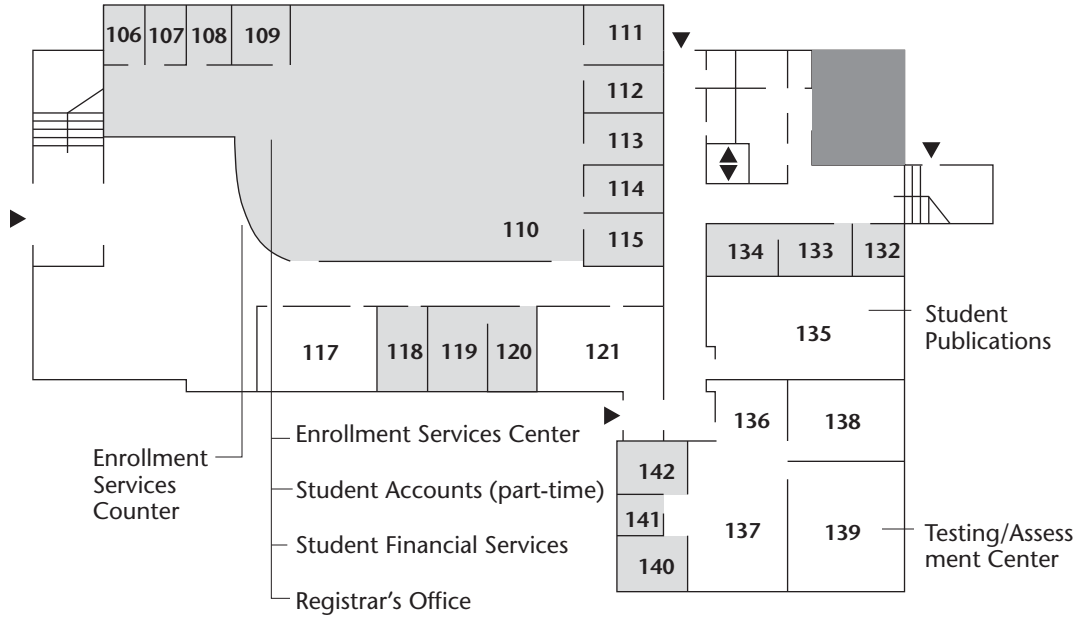 106 107 108 109
111
112
113
114
110
115
134 133 132
135
Student
Publications
117 118 119 120 121
136 138
Enrollment Services Center
Enrollment
Services
Counter
142
Student Accounts (part-time)
141
137 139
Testing/Assess
ment Center
Student Financial Services
140
Registrar's Office